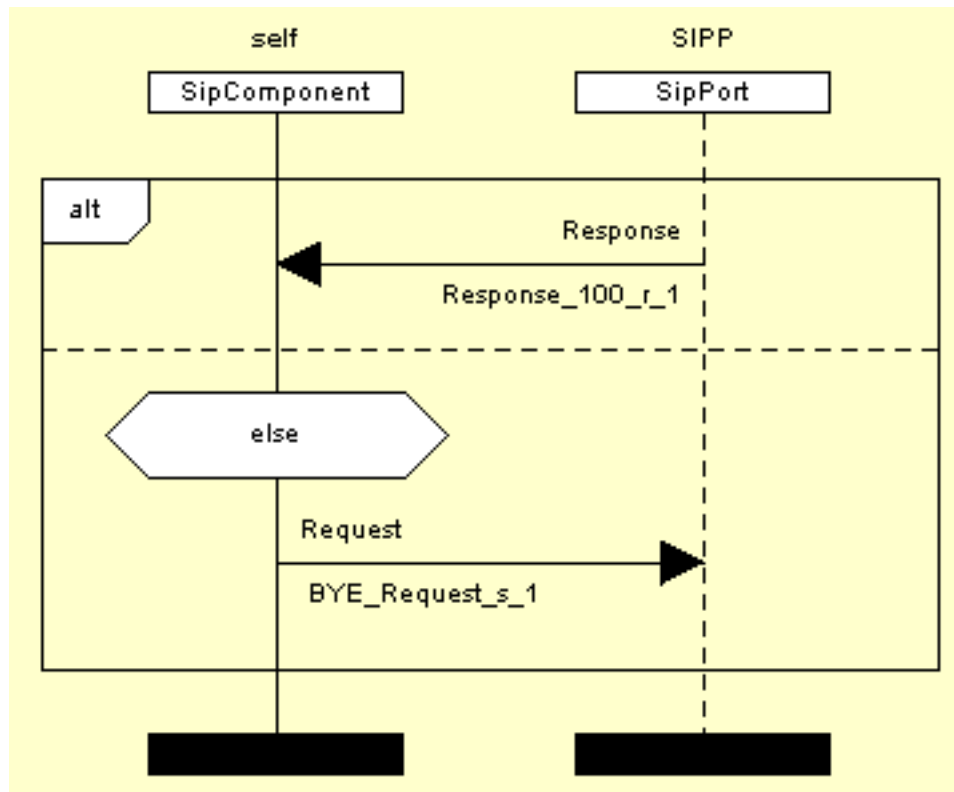 self
SIPP
SipComponent
SipPort
alt
Response
Response_100_r_1
else
Request
BYE_Request_s_1